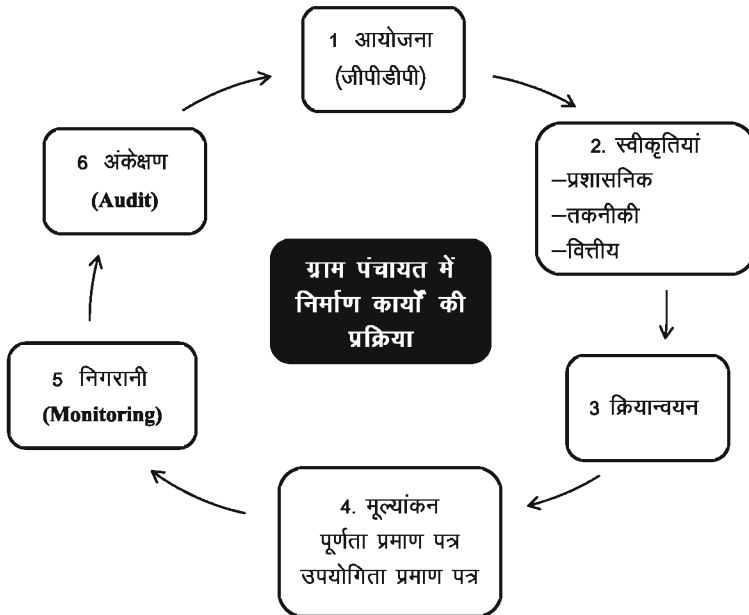 1 आयोजना
(जीपीडीपी)
2. स्वीकृतियां
–प्रशासनिक
–तकनीकी
–वित्तीय
3 क्रियान्वयन
4. मूल्यांकन
पूर्णता प्रमाण पत्र
उपयोगिता प्रमाण पत्र
5 निगरानी
(Monitoring)
6 अंकेक्षण
(Audit)
ग्राम पंचायत में
निर्माण कार्यों की
प्रक्रिया